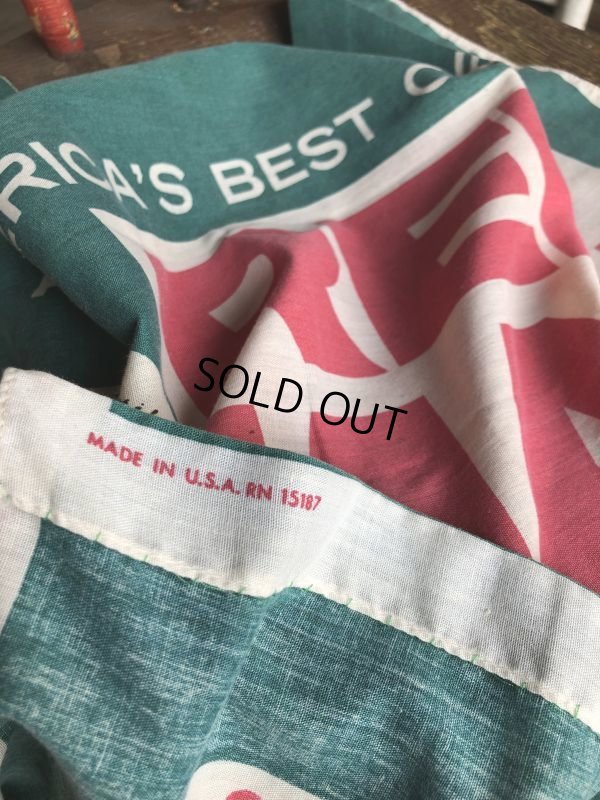 RICA'S BEST
SOLD OUT
MADE IN U.S.A. RN 15187